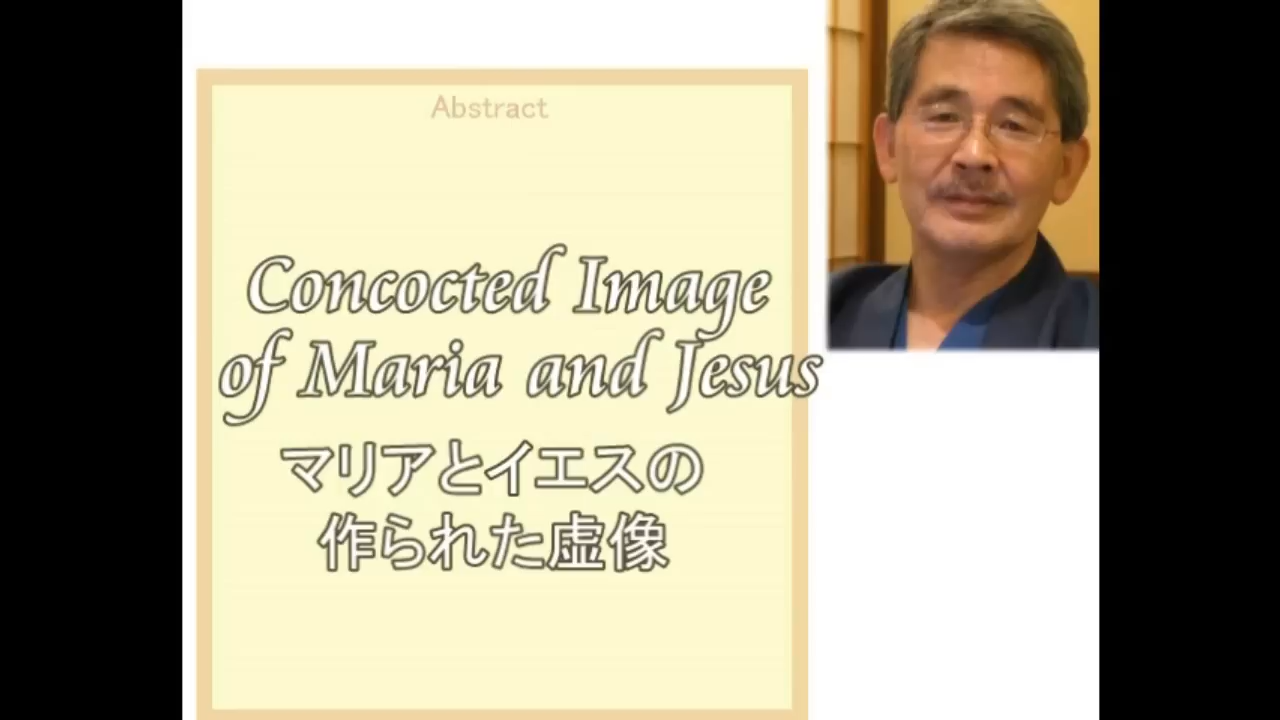 Abstract
Concocted Image
of Maria and Jesus
マリアとイエスの
作られた虚像